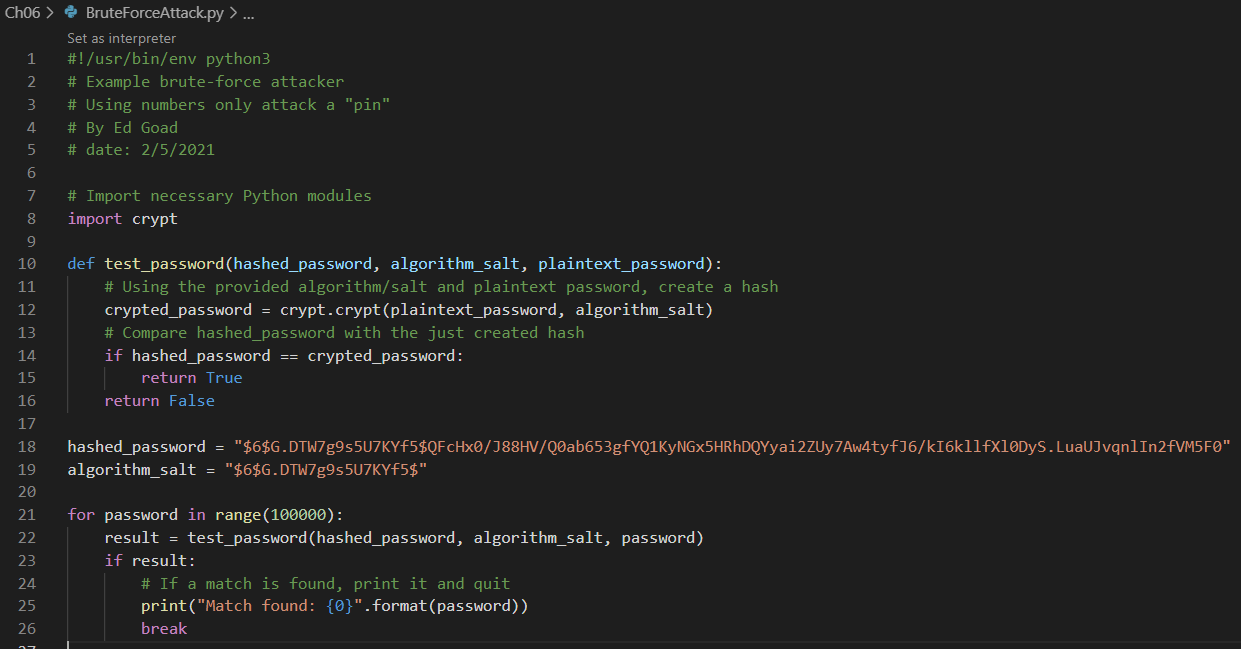 Ch06 > BruteForceAttack.py > ...
Set as interpreter
1 #!/usr/bin/env python3
2 # Example brute-force attacker
3 # Using numbers only attack a "pin"
4 # By Ed Goad
5 # date: 2/5/2021
6
7 # Import necessary Python modules
8 import crypt
9
10 def test_password(hashed_password, algorithm_salt, plaintext_password):
11     # Using the provided algorithm/salt and plaintext password, create a hash
12     crypted_password = crypt.crypt(plaintext_password, algorithm_salt)
13     # Compare hashed_password with the just created hash
14     if hashed_password == crypted_password:
15         return True
16     return False
17
18 hashed_password = "$6$G.DTW7g9s5U7KYf5$QFcHx0/J88HV/Q0ab653gfYQ1KyNGx5HRhDQYyai2ZUy7Aw4tyfJ6/kI6kllfXl0DyS.LuaUJvqnlIn2fVM5F0"
19 algorithm_salt = "$6$G.DTW7g9s5U7KYf5$"
20
21 for password in range(100000):
22     result = test_password(hashed_password, algorithm_salt, password)
23     if result:
24         # If a match is found, print it and quit
25         print("Match found: {0}".format(password))
26         break
27